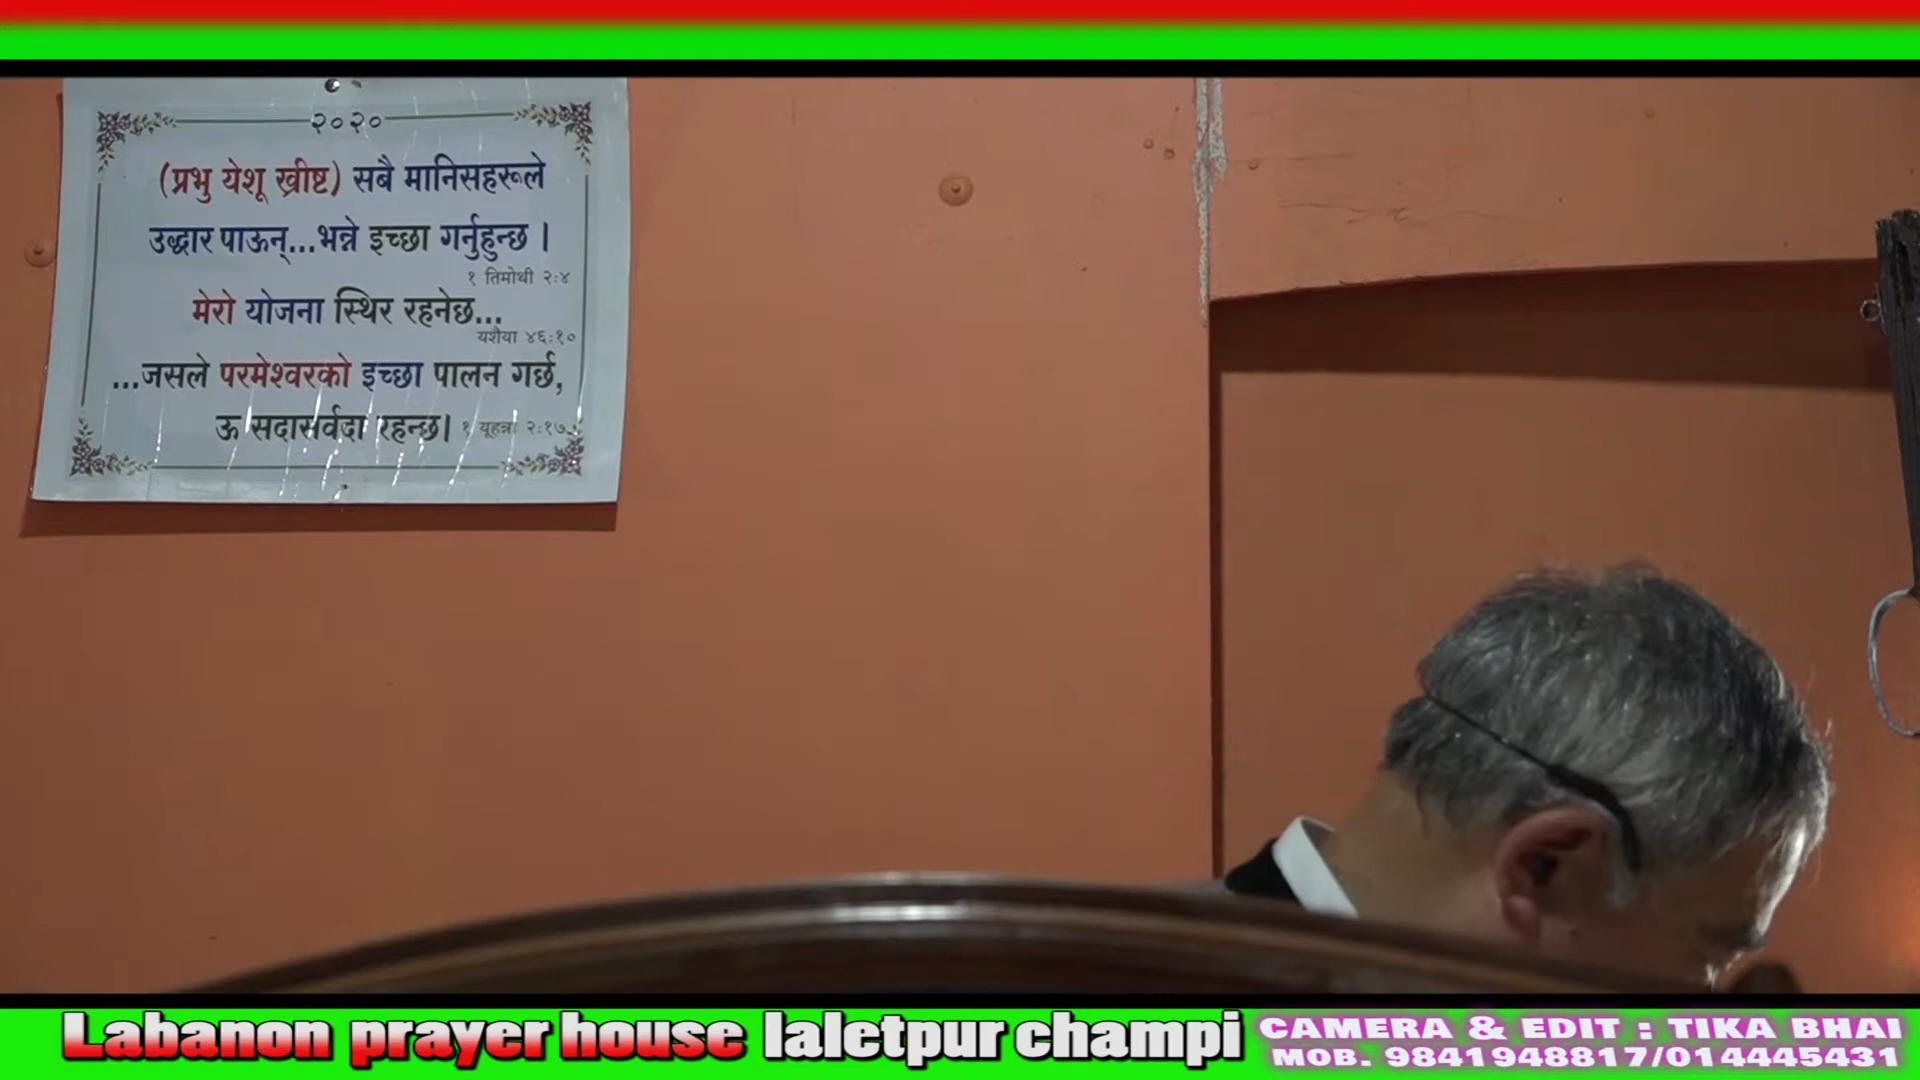 २०२०
(प्रभु येशू ख्रीष्ट) सबै मानिसहरूले
उद्धार पाऊन्...भन्ने इच्छा गर्नुहुन्छ ।
१ तिमोथी २:४
मेरो योजना स्थिर रहनेछ...
यशैया ४६:१०
...जसले परमेश्वरको इच्छा पालन गर्छ,
ऊ सदासर्वदा रहन्छ। १ यूहन्ना २:१७
Labanon prayer house laletpur champi
CAMERA & EDIT : TIKA BHAI
MOB. 9841948817/014445431